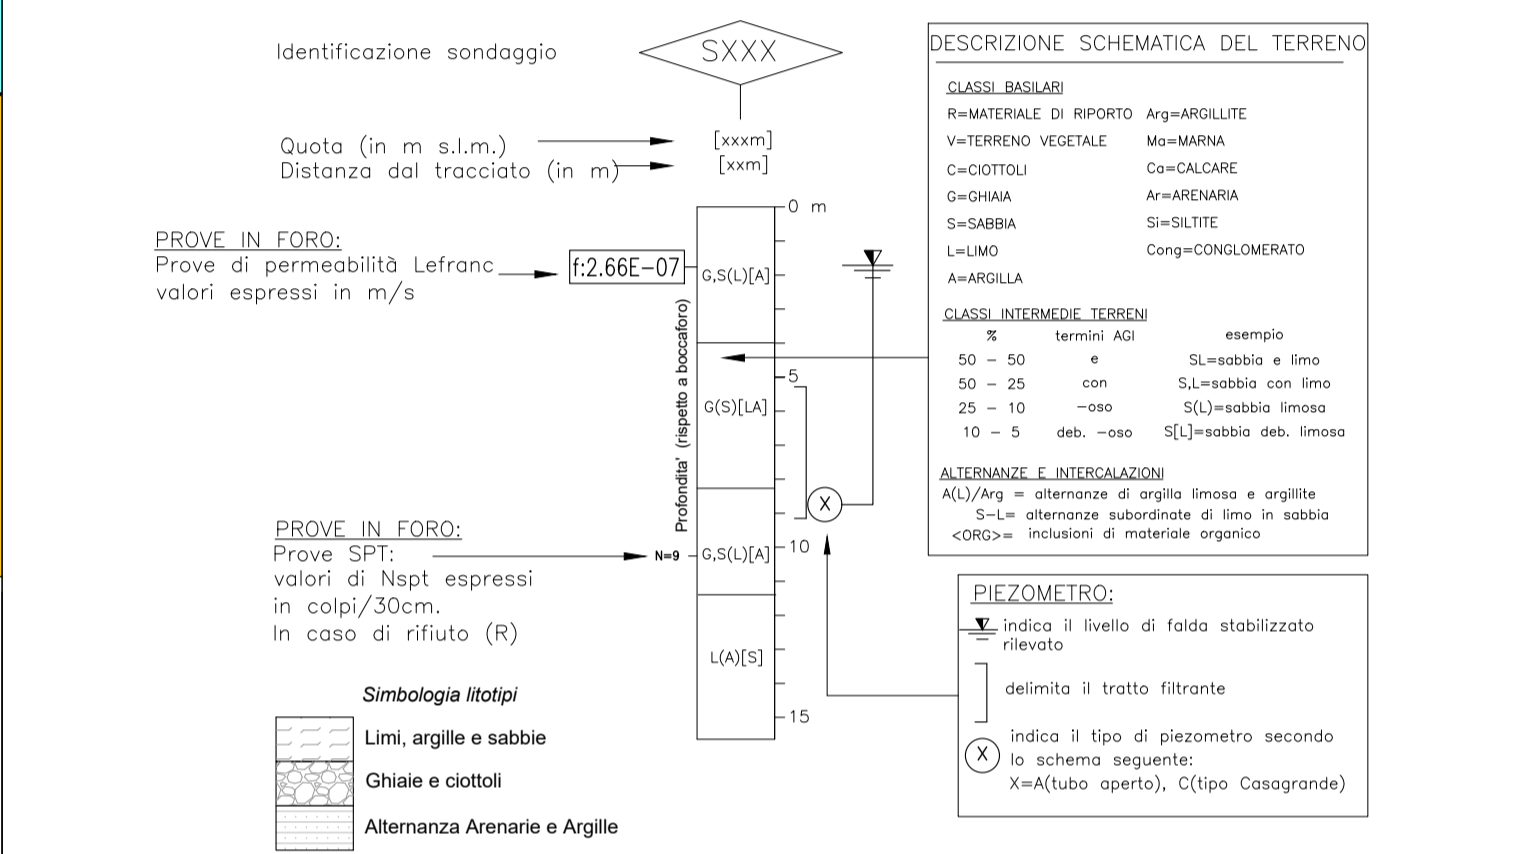 Identificazione sondaggio
SXXX
Quota (in m s.l.m.)
[xxxm]
Distanza dal tracciato (in m)
[xxm]
PROVE IN FORO:
Prove di permeabilità Lefranc
valori espressi in m/s
f:2.66E-07
0 m
G,S(L)[A]
5
G(S)[LA]
Profondita' (rispetto a boccaforo)
X
PROVE IN FORO:
Prove SPT:
valori di Nspt espressi
in colpi/30cm.
In caso di rifiuto (R)
N=9
G,S(L)[A]
10
L(A)[S]
15
Simbologia litotipi
Limi, argille e sabbie
Ghiaie e ciottoli
Alternanza Arenarie e Argille
DESCRIZIONE SCHEMATICA DEL TERRENO
CLASSI BASILARI
R=MATERIALE DI RIPORTO Arg=ARGILLITE
V=TERRENO VEGETALE Ma=MARNA
C=CIOTTOLI Ca=CALCARE
G=GHIAIA Ar=ARENARIA
S=SABBIA Si=SILTITE
L=LIMO Cong=CONGLOMERATO
A=ARGILLA
CLASSI INTERMEDIE TERRENI
% termini AGI esempio
50 - 50 e SL=sabbia e limo
50 - 25 con S,L=sabbia con limo
25 - 10 -oso S(L)=sabbia limosa
10 - 5 deb. -oso S[L]=sabbia deb. limosa
ALTERNANZE E INTERCALAZIONI
A(L)/Arg = alternanze di argilla limosa e argillite
S-L= alternanze subordinate di limo in sabbia
<ORG>= inclusioni di materiale organico
PIEZOMETRO:
indica il livello di falda stabilizzato
rilevato
delimita il tratto filtrante
indica il tipo di piezometro secondo
X
lo schema seguente:
X=A(tubo aperto), C(tipo Casagrande)